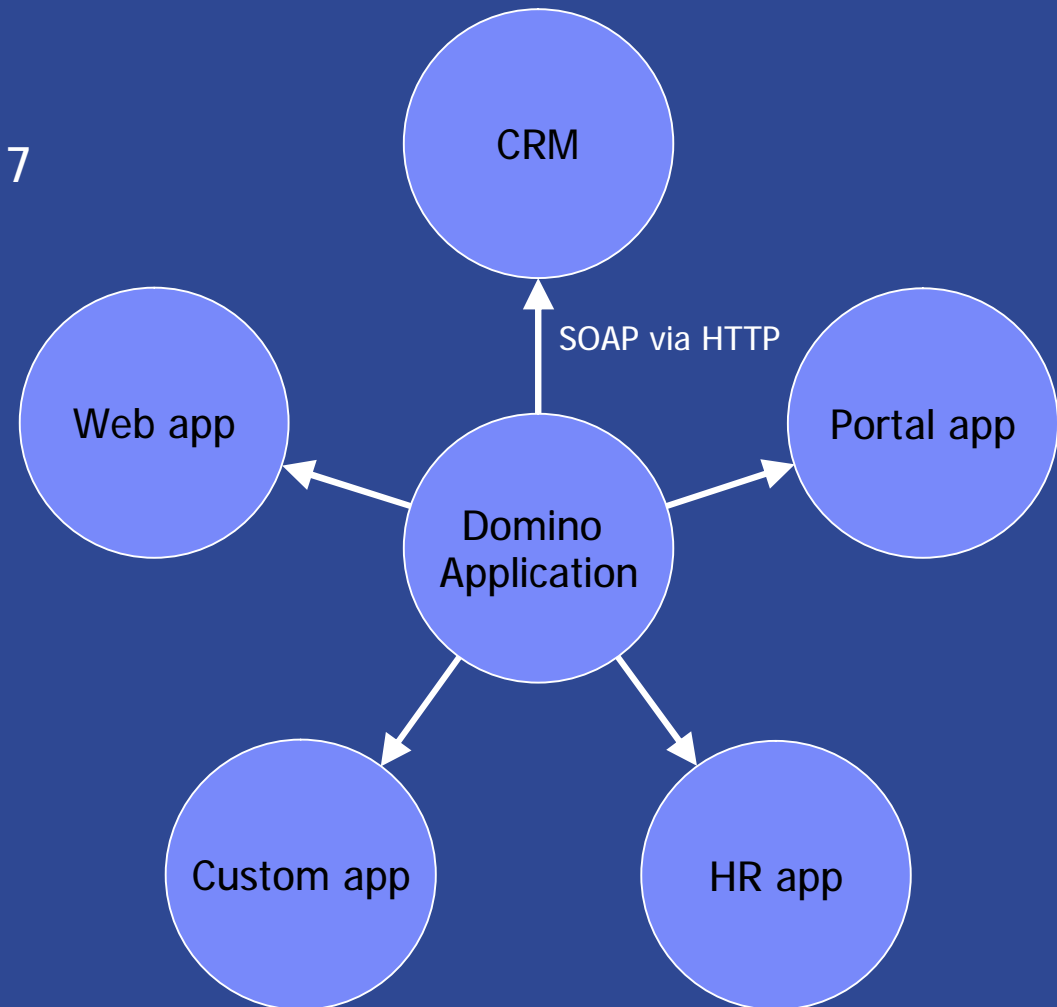 CRM
7
SOAP via HTTP
Web app
Portal app
Domino
Application
Custom app
HR app